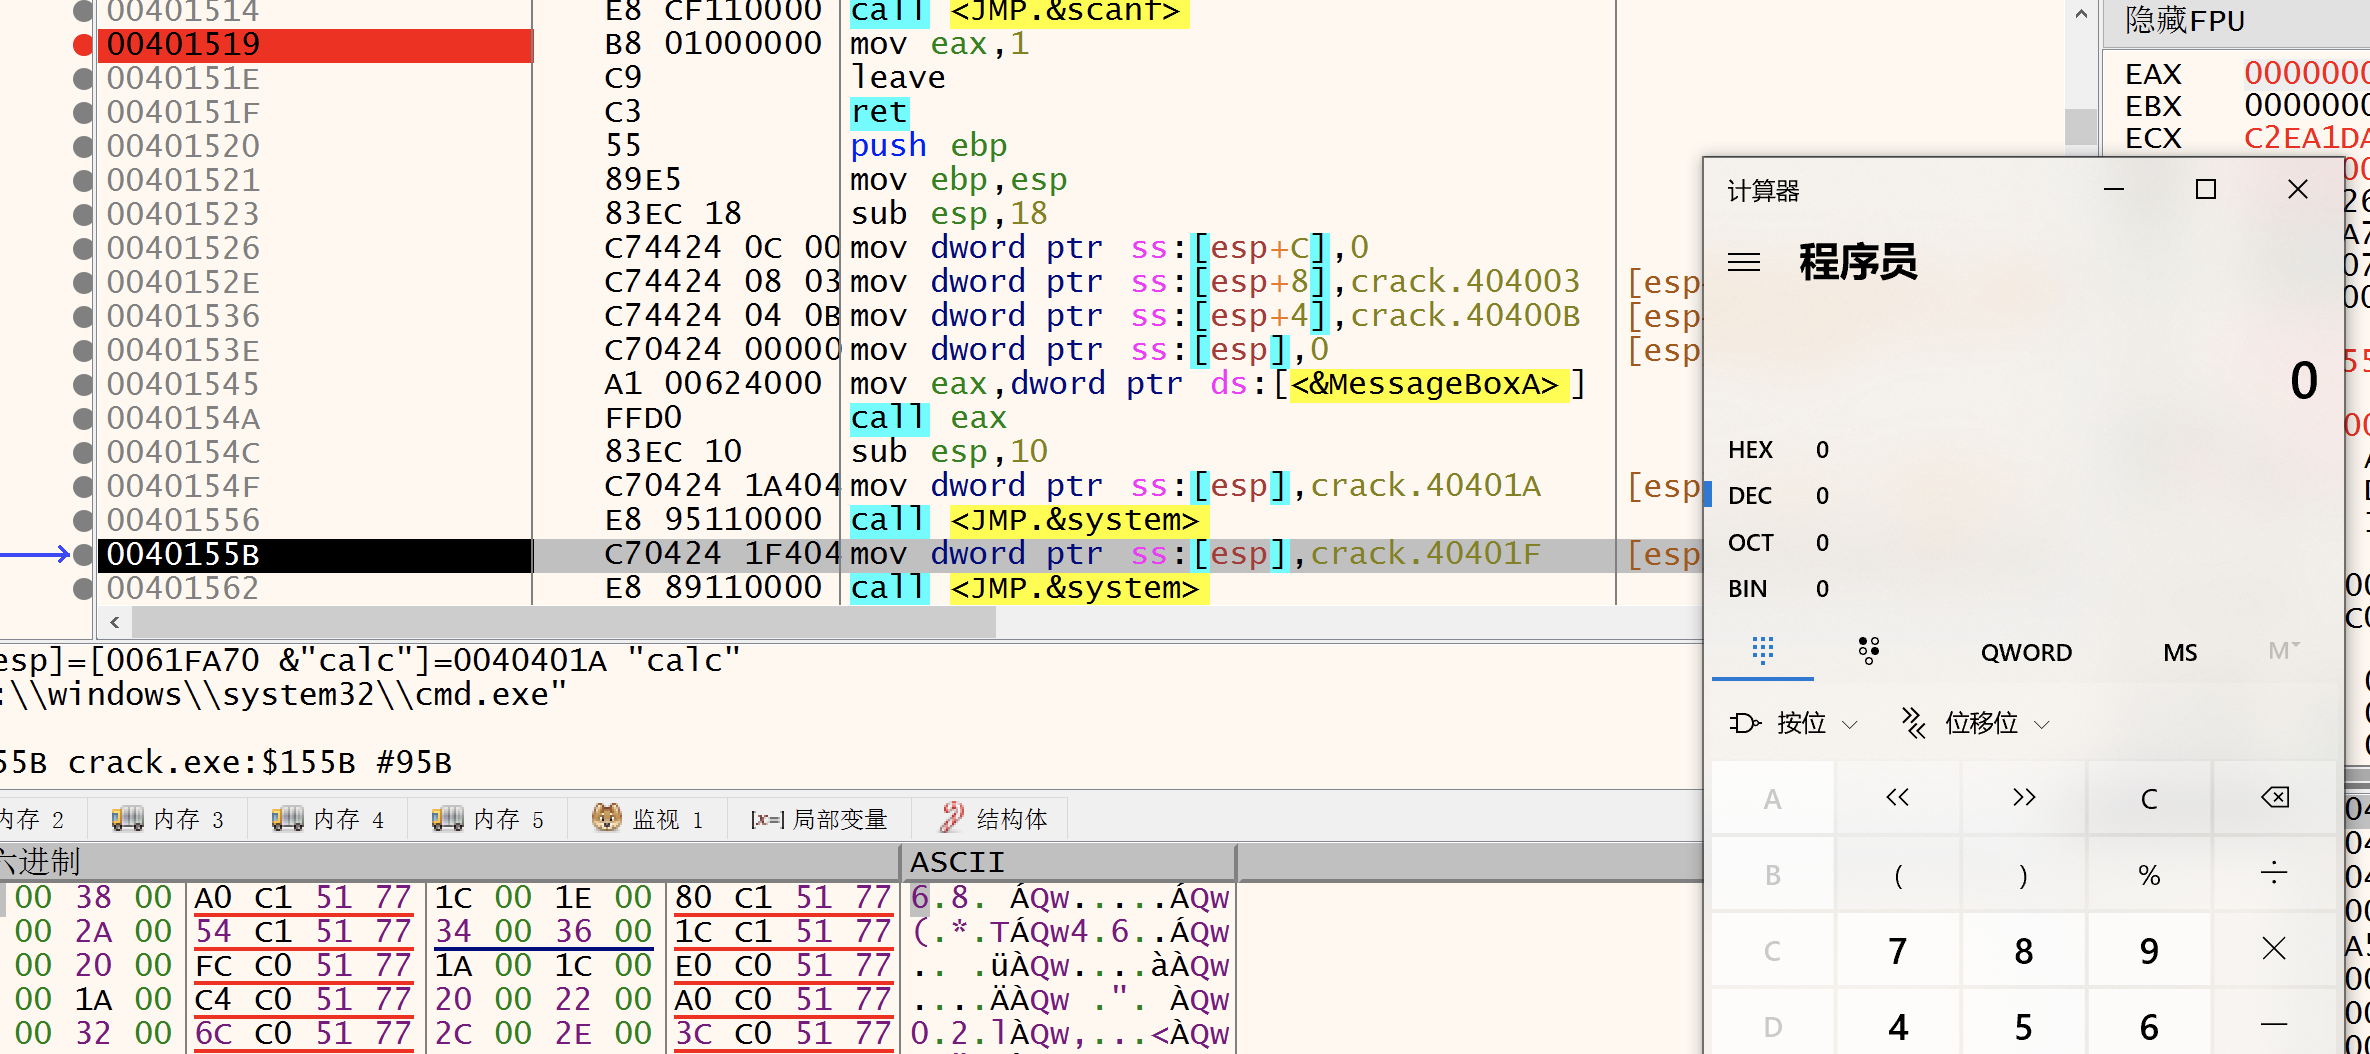 00401514 E8 CF110000 call <JMP.&scanf>
00401519 B8 01000000 mov eax,1
0040151E C9 leave
0040151F C3 ret
00401520 55 push ebp
00401521 89E5 mov ebp,esp
00401523 83EC 18 sub esp,18
00401526 C74424 0C 00 mov dword ptr ss:[esp+C],0
0040152E C74424 08 03 mov dword ptr ss:[esp+8],crack.404003 [esp
00401536 C74424 04 0B mov dword ptr ss:[esp+4],crack.40400B [esp
0040153E C70424 00000 mov dword ptr ss:[esp],0 [esp
00401545 A1 00624000 mov eax,dword ptr ds:[<&MessageBoxA>]
0040154A FFD0 call eax
0040154C 83EC 10 sub esp,10
0040154F C70424 1A404 mov dword ptr ss:[esp],crack.40401A [esp
00401556 E8 95110000 call <JMP.&system>
0040155B C70424 1F404 mov dword ptr ss:[esp],crack.40401F [esp
00401562 E8 89110000 call <JMP.&system>
esp]=[0061FA70 &"calc"]=0040401A "calc"
:\\windows\\system32\\cmd.exe"
55B crack.exe:$155B #95B
内存 2 内存 3 内存 4 内存 5 监视 1 [x=] 局部变量 结构体
六进制 ASCII
00 38 00 A0 C1 51 77 1C 00 1E 00 80 C1 51 77 6.8. ÁQw.....ÁQw
00 2A 00 54 C1 51 77 34 00 36 00 1C C1 51 77 (.*.TÁQw4.6..ÁQw
00 20 00 FC C0 51 77 1A 00 1C 00 E0 C0 51 77 .. .üÀQw....àÀQw
00 1A 00 C4 C0 51 77 20 00 22 00 A0 C0 51 77 ....ÄÀQw .". ÀQw
00 32 00 6C C0 51 77 2C 00 2E 00 3C C0 51 77 0.2.lÀQw,...<ÀQw
隐藏FPU
EAX 0000000
EBX 0000000
ECX C2EA1DA
计算器
程序员
0
HEX 0
DEC 0
OCT 0
BIN 0
QWORD MS M
按位 位移位
A << >> C
B ( ) % ÷
C 7 8 9 ×
D 4 5 6 −